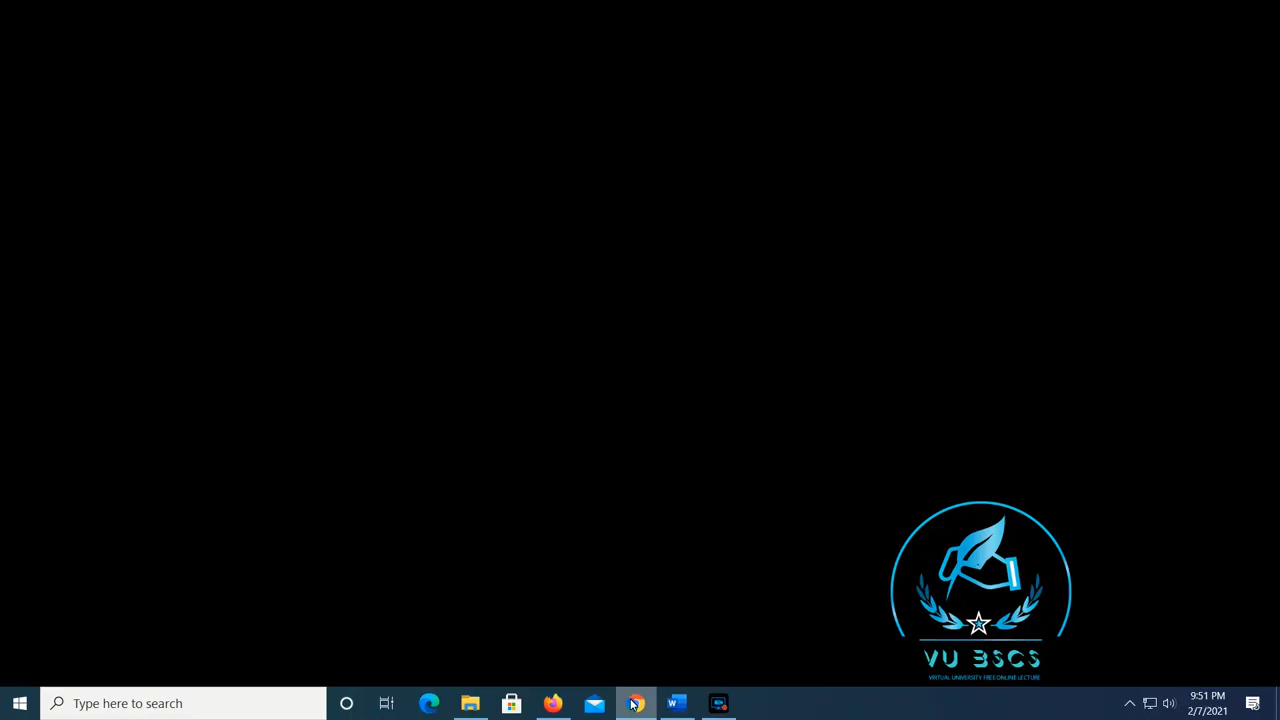 VU BSCS
VIRTUAL UNIVERSITY FREE ONLINE LECTURE
Type here to search
9:51 PM
2/7/2021